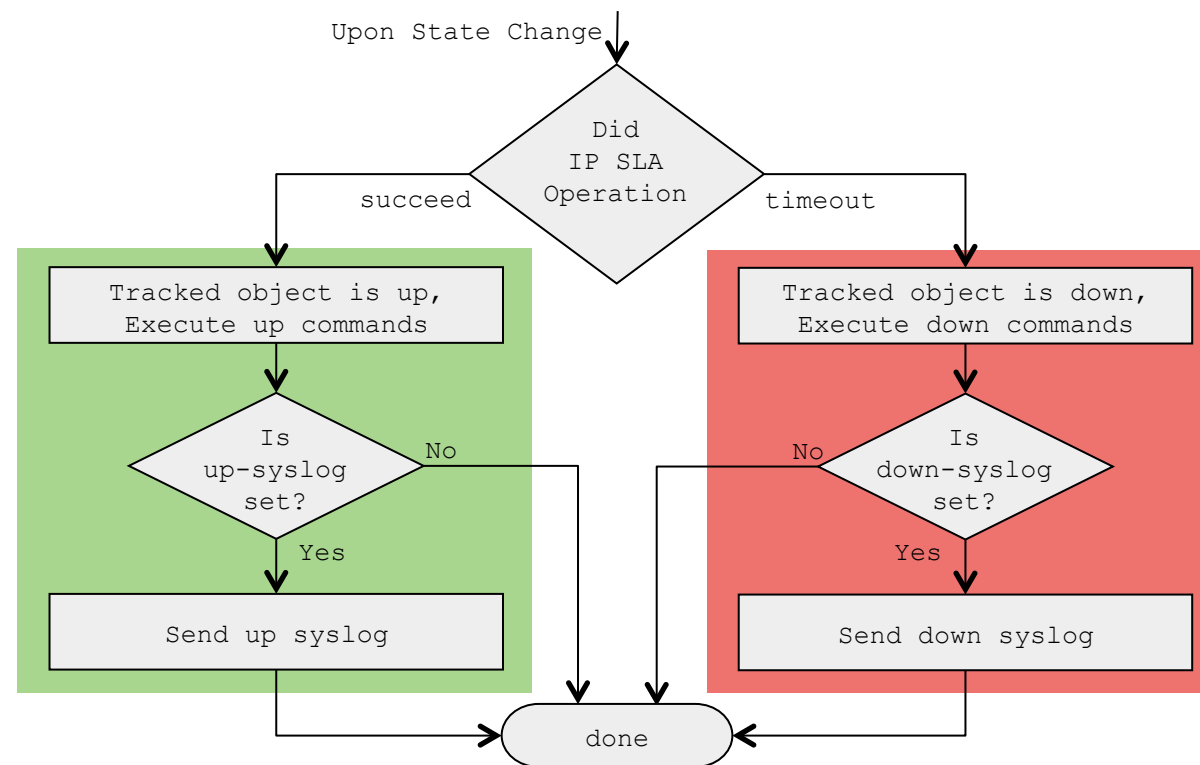 Upon State Change
Did
IP SLA
Operation
succeed
timeout
Tracked object is up,
Execute up commands
Tracked object is down,
Execute down commands
Is
up-syslog
set?
No
Yes
Is
down-syslog
set?
No
Yes
Send up syslog
Send down syslog
done